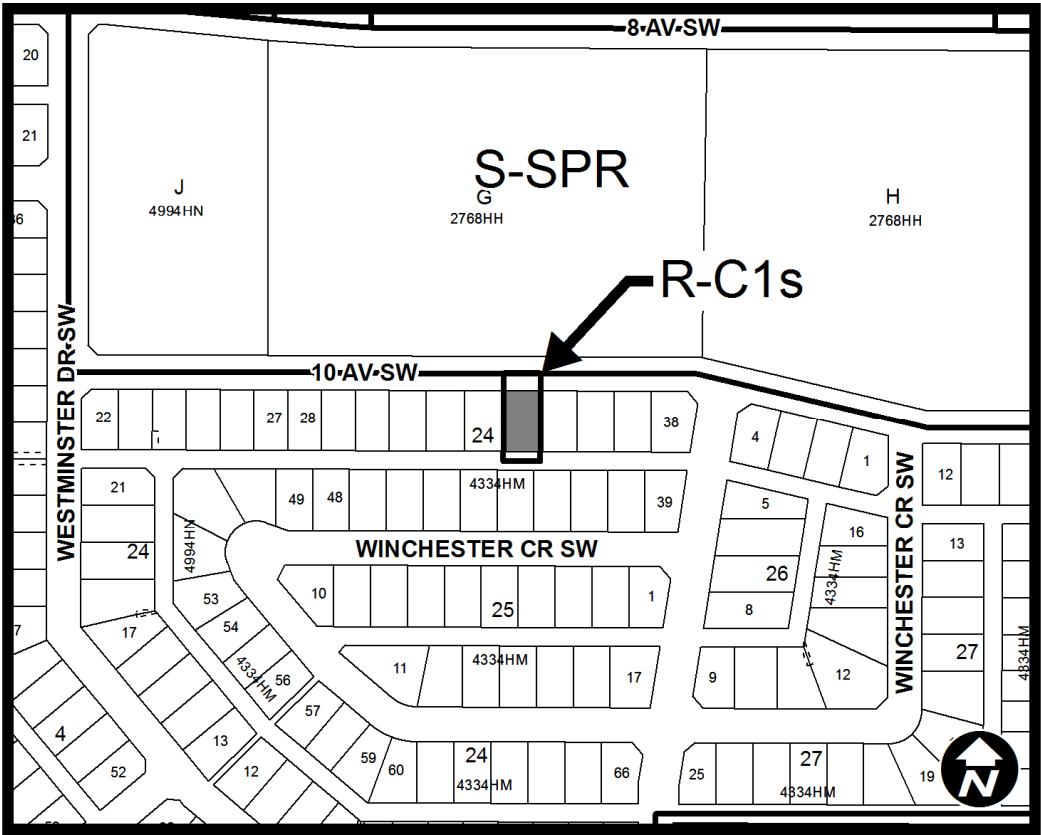 8 AV SW
20
21
J
4994HN
S-SPR
G
2768HH
H
2768HH
36
R-C1s
WESTMINSTER DR SW
10 AV SW
22
27
28
24
38
4
1
12
21
49
48
4334HM
39
5
16
13
24
4994HN
WINCHESTER CR SW
26
4334HM
WINCHESTER CR SW
10
25
1
8
53
7
17
54
4334HM
56
11
4334HM
17
9
12
27
4334HM
57
4
13
52
12
59
60
24
4334HM
66
25
27
4334HM
19
N